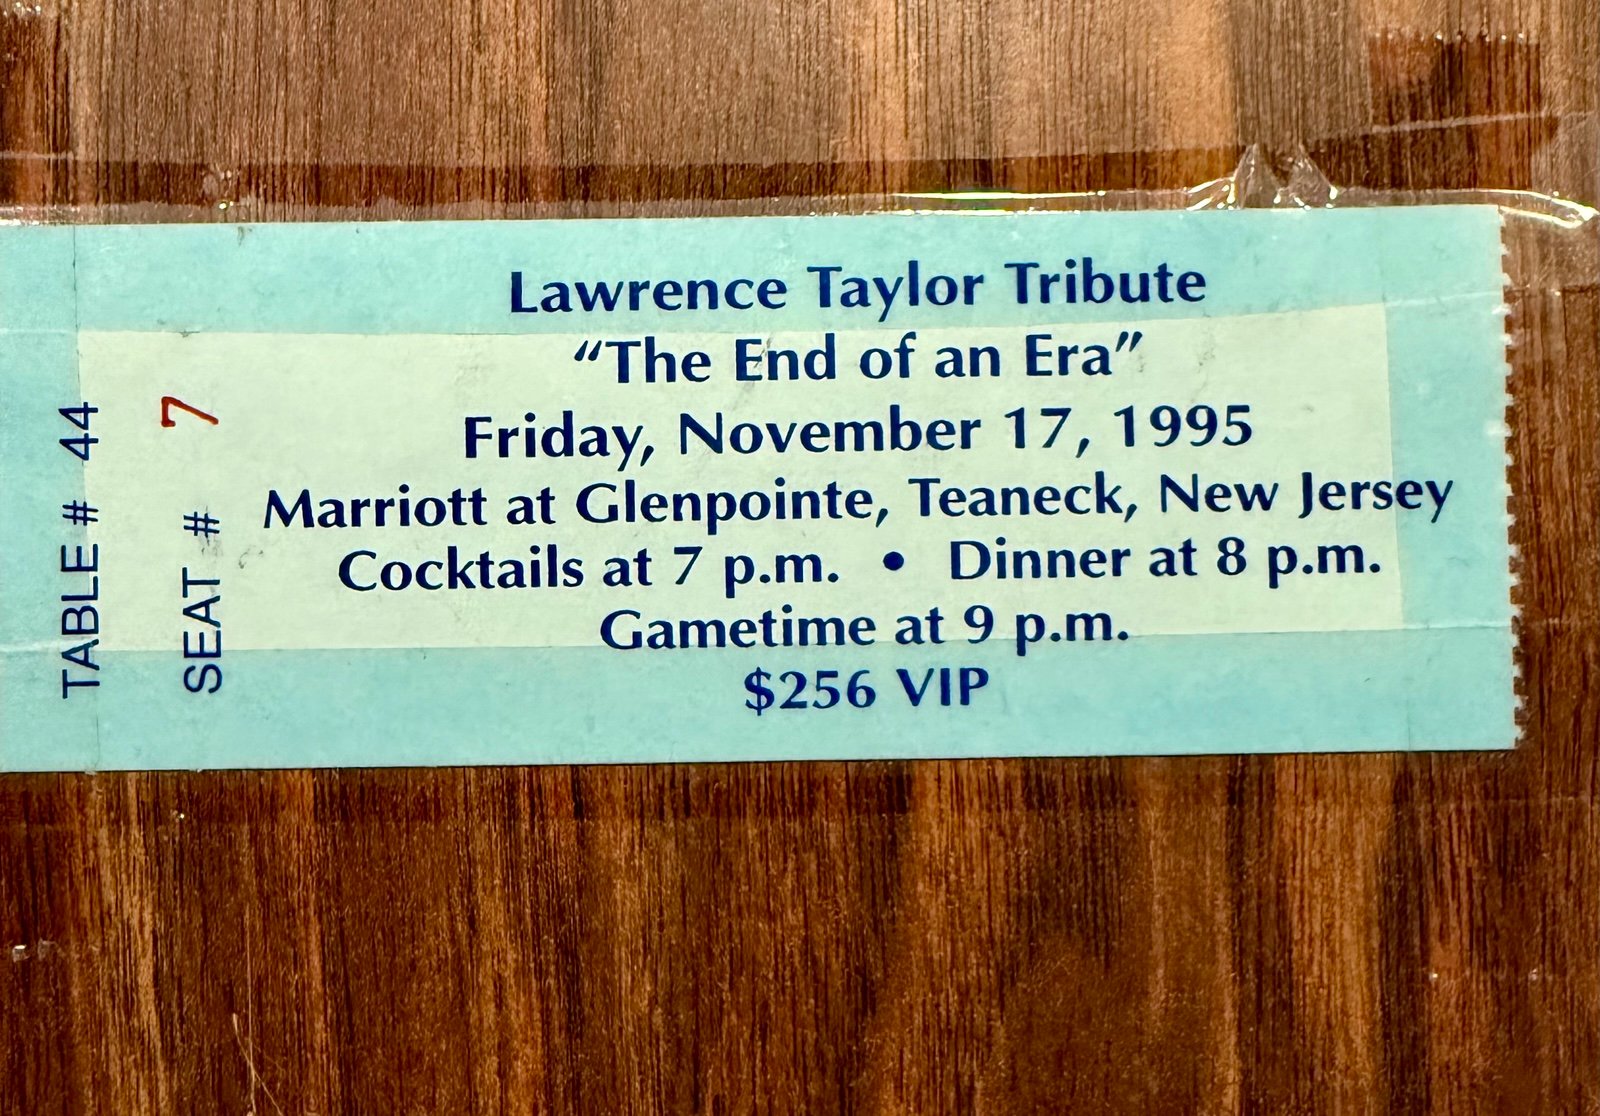 Lawrence Taylor Tribute
“The End of an Era”
Friday, November 17, 1995
Marriott at Glenpointe, Teaneck, New Jersey
Cocktails at 7 p.m. • Dinner at 8 p.m.
Gametime at 9 p.m.
$256 VIP
TABLE # 44
SEAT # 7